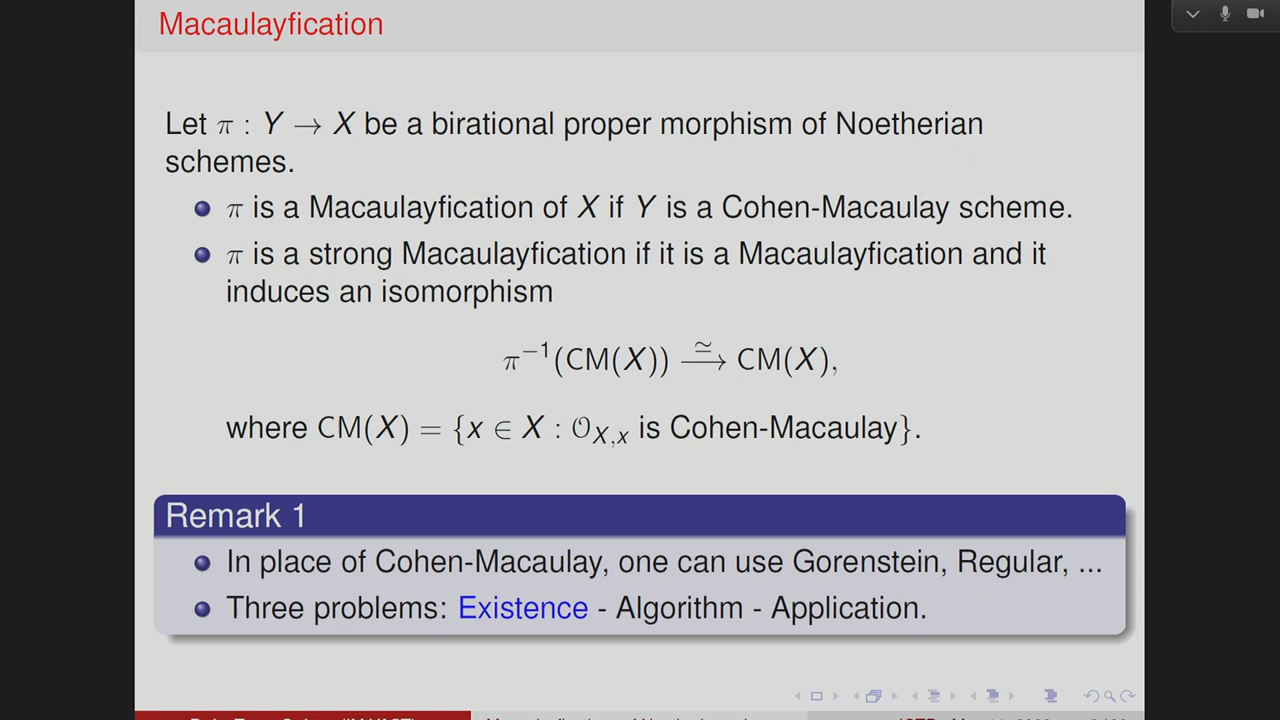 Macaulayfication
Let π : Y → X be a birational proper morphism of Noetherian
schemes.
π is a Macaulayfication of X if Y is a Cohen-Macaulay scheme.
π is a strong Macaulayfication if it is a Macaulayfication and it
induces an isomorphism
π⁻¹(CM(X)) ≃→ CM(X),
where CM(X) = {x ∈ X : 𝒪_{X,x} is Cohen-Macaulay}.
Remark 1
In place of Cohen-Macaulay, one can use Gorenstein, Regular, ...
Three problems: Existence - Algorithm - Application.